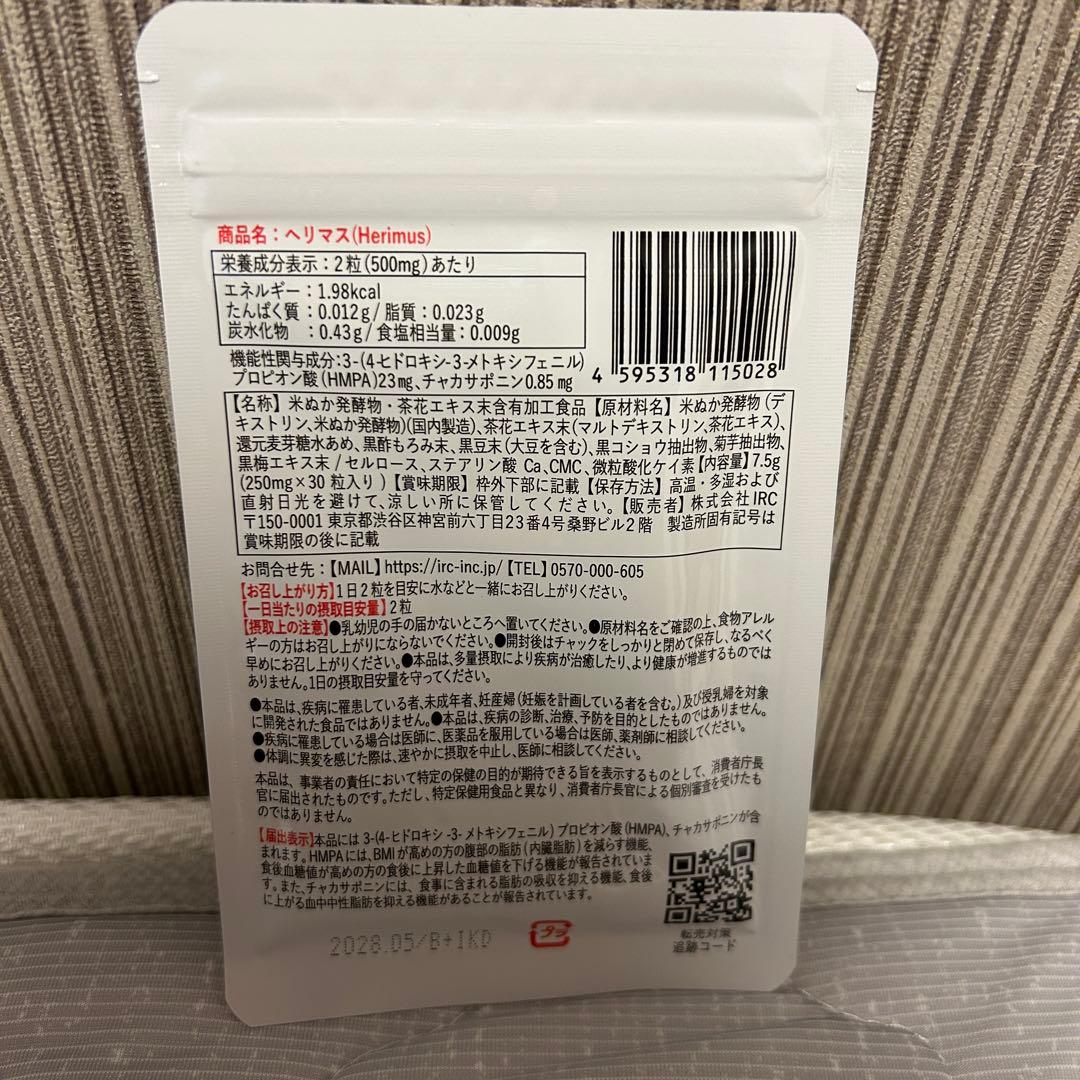 商品名：ヘリマス(Herimus)
栄養成分表示：2粒(500mg)あたり
エネルギー：1.98kcal
たんぱく質：0.012g/脂質：0.023g
炭水化物　：0.43g/食塩相当量：0.009g
機能性関与成分:3-(4-ヒドロキシ-3-メトキシフェニル)
プロピオン酸(HMPA)23mg、チャカサポニン0.85mg
4 595318 115028
【名称】米ぬか発酵物・茶花エキス末含有加工食品【原材料名】米ぬか発酵物(デ
キストリン、米ぬか発酵物)(国内製造)、茶花エキス末(マルトデキストリン、茶花エキス)、
還元麦芽糖水あめ、黒酢もろみ末、黒豆末(大豆を含む)、黒コショウ抽出物、菊芋抽出物、
黒梅エキス末/セルロース、ステアリン酸Ca、CMC、微粒酸化ケイ素【内容量】7.5g
(250mg×30粒入り)【賞味期限】枠外下部に記載【保存方法】高温・多湿および
直射日光を避けて、涼しい所に保管してください。【販売者】株式会社IRC
〒150-0001 東京都渋谷区神宮前六丁目23番4号桑野ビル2階　製造所固有記号は
賞味期限の後に記載
お問合せ先：【MAIL】https://irc-inc.jp/【TEL】0570-000-605
【お召し上がり方】1日2粒を目安に水などと一緒にお召し上がりください。
【一日当たりの摂取目安量】2粒
【摂取上の注意】●乳幼児の手の届かないところへ置いてください。●原材料名をご確認の上、食物アレル
ギーの方はお召し上がりにならないでください。●開封後はチャックをしっかりと閉めて保存し、なるべく
早めにお召し上がりください。●本品は、多量摂取により疾病が治癒したり、より健康が増進するものでは
ありません。1日の摂取目安量を守ってください。
●本品は、疾病に罹患している者、未成年者、妊産婦(妊娠を計画している者を含む。)及び授乳婦を対象
に開発された食品ではありません。●本品は、疾病の診断、治療、予防を目的としたものではありません。
●疾病に罹患している場合は医師に、医薬品を服用している場合は医師、薬剤師に相談してください。
●体調に異変を感じた際は、速やかに摂取を中止し、医師に相談してください。
本品は、事業者の責任において特定の保健の目的が期待できる旨を表示するものとして、消費者庁長
官に届出されたものです。ただし、特定保健用食品と異なり、消費者庁長官による個別審査を受けたも
のではありません。
【届出表示】本品には3-(4-ヒドロキシ-3-メトキシフェニル)プロピオン酸(HMPA)、チャカサポニンが含
まれます。HMPAには、BMIが高めの方の腹部の脂肪(内臓脂肪)を減らす機能、
食後血糖値が高めの方の食後に上昇した血糖値を下げる機能が報告されていま
す。また、チャカサポニンには、食事に含まれる脂肪の吸収を抑える機能、食後
に上がる血中中性脂肪を抑える機能があることが報告されています。
転売対策
追跡コード
2028.05/B+IKD
プラ